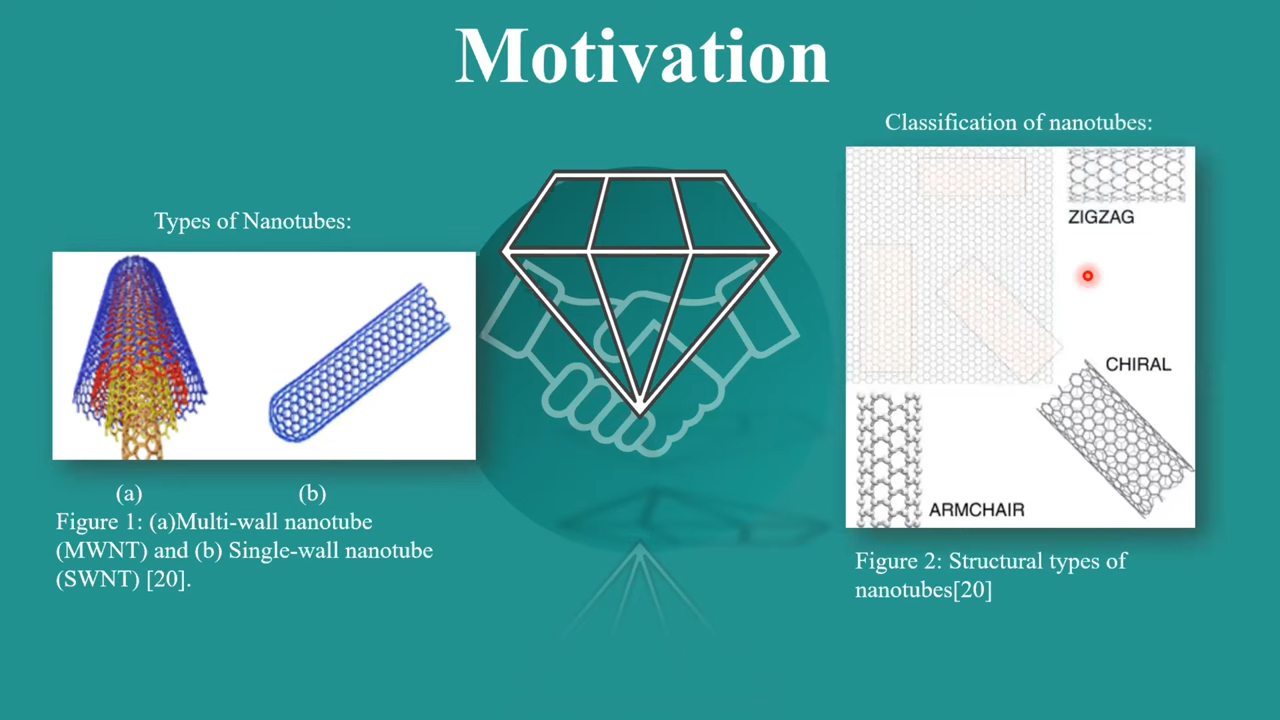 Motivation
Types of Nanotubes:
(a)
(b)
Figure 1: (a)Multi-wall nanotube
(MWNT) and (b) Single-wall nanotube
(SWNT) [20].
Classification of nanotubes:
ZIGZAG
CHIRAL
ARMCHAIR
Figure 2: Structural types of
nanotubes[20]